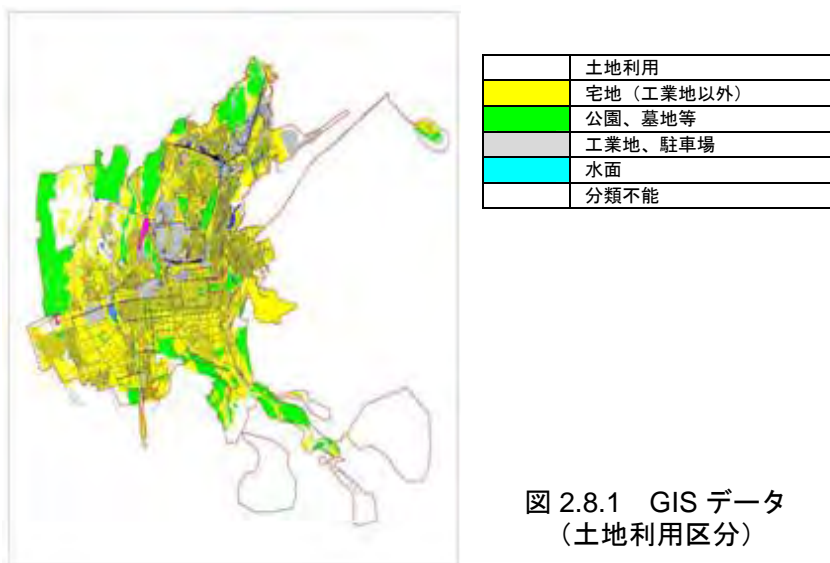 土地利用
宅地（工業地以外）
公園、墓地等
工業地、駐車場
水面
分類不能
図 2.8.1 GIS データ
（土地利用区分）